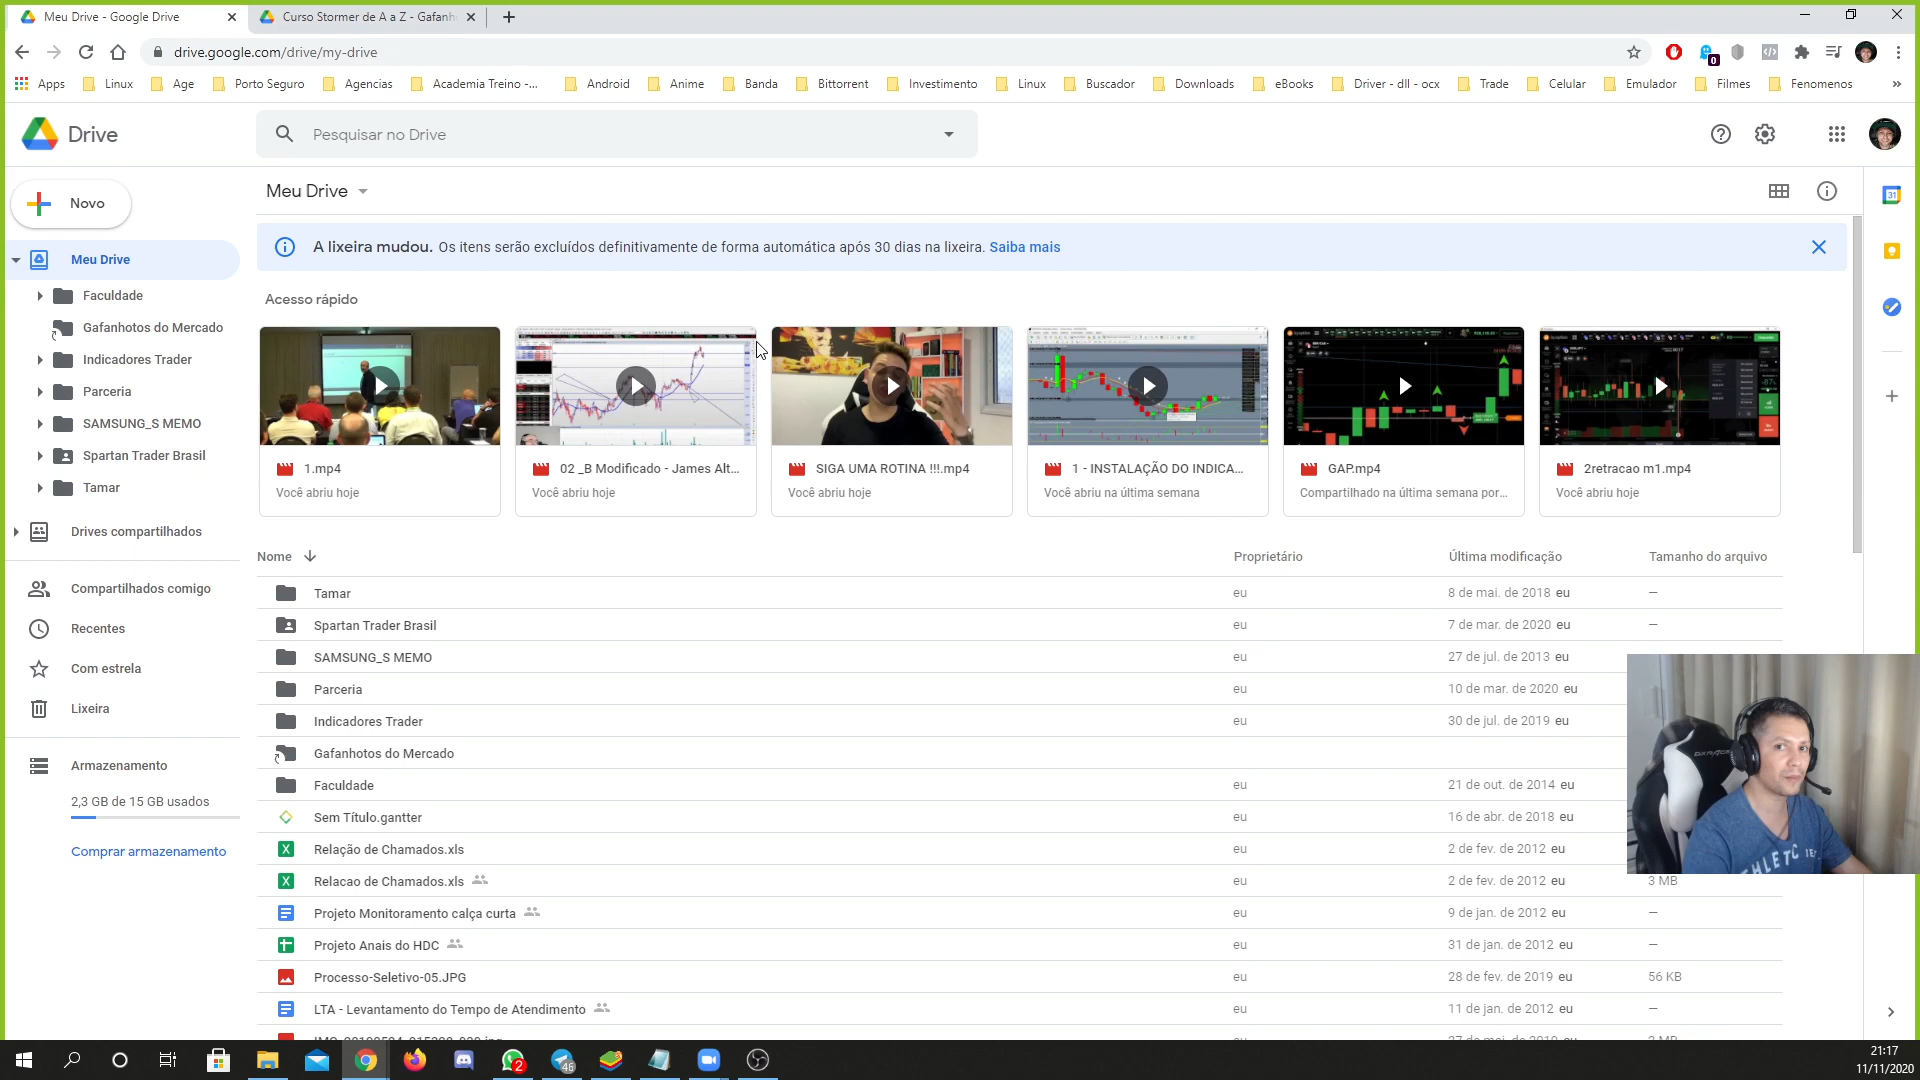 Meu Drive - Google Drive
Curso Stormer de A a Z - Gafanh
drive.google.com/drive/my-drive
0
Apps
Linux
Age
Porto Seguro
Agencias
Academia Treino -...
Android
Anime
Banda
Bittorrent
Investimento
Linux
Buscador
Downloads
eBooks
Driver - dll - ocx
Trade
Celular
Emulador
Filmes
Fenomenos
»
Drive
Pesquisar no Drive
Novo
Meu Drive
31
A lixeira mudou. Os itens serão excluídos definitivamente de forma automática após 30 dias na lixeira. Saiba mais
Meu Drive
Faculdade
Gafanhotos do Mercado
Indicadores Trader
Parceria
SAMSUNG_S MEMO
Spartan Trader Brasil
Tamar
Drives compartilhados
Compartilhados comigo
Recentes
Com estrela
Lixeira
Armazenamento
2,3 GB de 15 GB usados
Comprar armazenamento
Acesso rápido
1.mp4
Você abriu hoje
02 _B Modificado - James Alt...
Você abriu hoje
SIGA UMA ROTINA !!!.mp4
Você abriu hoje
1 - INSTALAÇÃO DO INDICA...
Você abriu na última semana
GAP.mp4
Compartilhado na última semana por...
2retracao m1.mp4
Você abriu hoje
Nome
Proprietário
Última modificação
Tamanho do arquivo
Tamar eu 8 de mai. de 2018 eu —
Spartan Trader Brasil eu 7 de mar. de 2020 eu —
SAMSUNG_S MEMO eu 27 de jul. de 2013 eu
Parceria eu 10 de mar. de 2020 eu
Indicadores Trader eu 30 de jul. de 2019 eu
Gafanhotos do Mercado
Faculdade eu 21 de out. de 2014 eu
Sem Título.gantter eu 16 de abr. de 2018 eu
Relação de Chamados.xls eu 2 de fev. de 2012 eu
Relacao de Chamados.xls eu 2 de fev. de 2012 eu 3 MB
Projeto Monitoramento calça curta eu 9 de jan. de 2012 eu —
Projeto Anais do HDC eu 31 de jan. de 2012 eu —
Processo-Seletivo-05.JPG eu 28 de fev. de 2019 eu 56 KB
LTA - Levantamento do Tempo de Atendimento eu 11 de jan. de 2012 eu —
DXRACER
2
46
21:17
11/11/2020